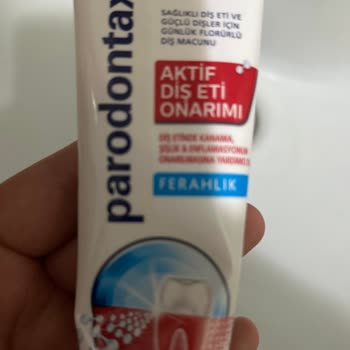 parodontax
SAĞLIKLI DİŞ ETİ VE
GÜÇLÜ DİŞLER İÇİN
GÜNLÜK FLORÜRLÜ
DİŞ MACUNU
AKTİF
DİŞ ETİ
ONARIMI
DİŞ ETİNDE KANAMA,
ŞİŞLİK & ENFLAMASYONUN
ONARILMASINA YARDIMCI
FERAHLIK